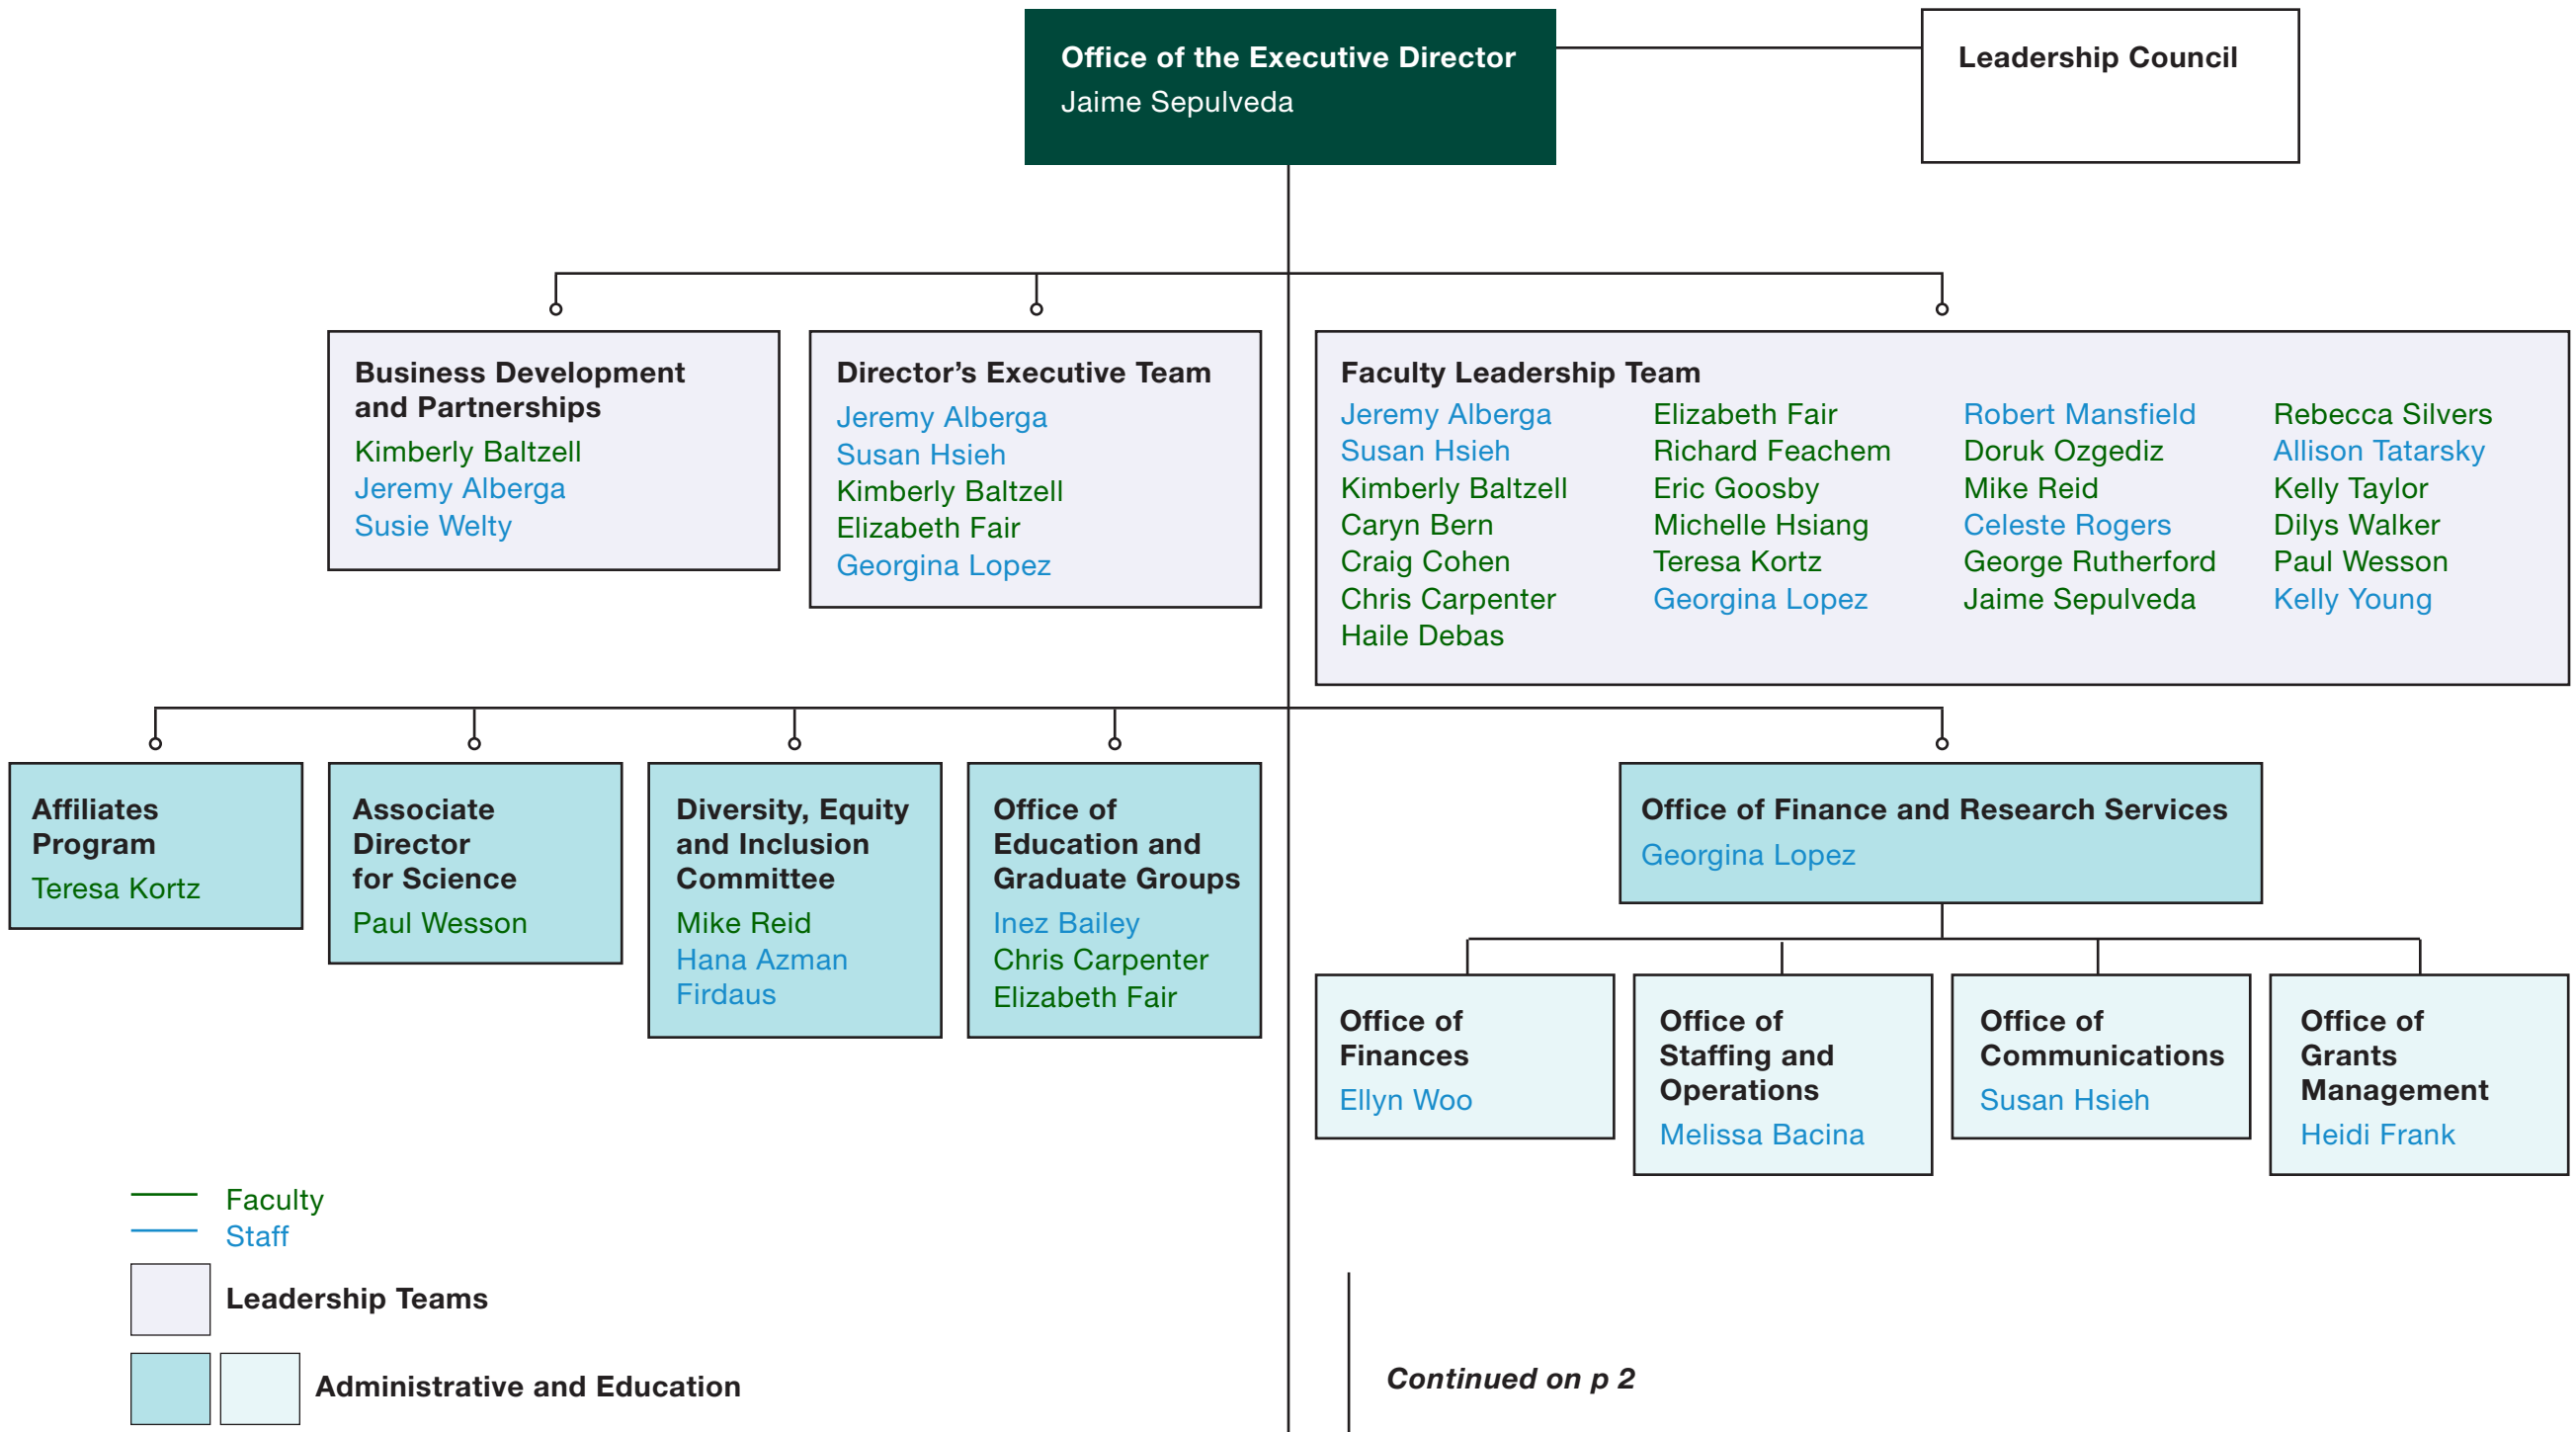 Office of the Executive Director
Jaime Sepulveda
Leadership Council
Business Development
and Partnerships
Kimberly Baltzell
Jeremy Alberga
Susie Welty
Director’s Executive Team
Jeremy Alberga
Susan Hsieh
Kimberly Baltzell
Elizabeth Fair
Georgina Lopez
Faculty Leadership Team
Jeremy Alberga
Susan Hsieh
Kimberly Baltzell
Caryn Bern
Craig Cohen
Chris Carpenter
Haile Debas
Elizabeth Fair
Richard Feachem
Eric Goosby
Michelle Hsiang
Teresa Kortz
Georgina Lopez
Robert Mansfield
Doruk Ozgediz
Mike Reid
Celeste Rogers
George Rutherford
Jaime Sepulveda
Rebecca Silvers
Allison Tatarsky
Kelly Taylor
Dilys Walker
Paul Wesson
Kelly Young
Affiliates
Program
Teresa Kortz
Associate
Director
for Science
Paul Wesson
Diversity, Equity
and Inclusion
Committee
Mike Reid
Hana Azman
Firdaus
Office of
Education and
Graduate Groups
Inez Bailey
Chris Carpenter
Elizabeth Fair
Office of Finance and Research Services
Georgina Lopez
Office of
Finances
Ellyn Woo
Office of
Staffing and
Operations
Melissa Bacina
Office of
Communications
Susan Hsieh
Office of
Grants
Management
Heidi Frank
Faculty
Staff
Leadership Teams
Administrative and Education
Continued on p 2